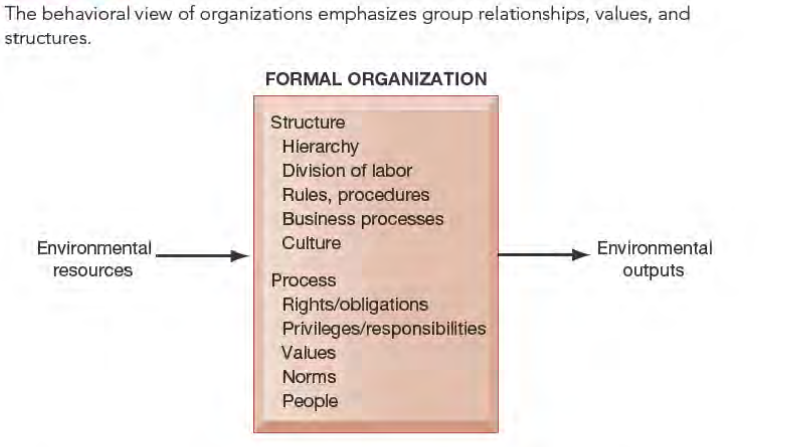 The behavioral view of organizations emphasizes group relationships, values, and
structures.
FORMAL ORGANIZATION
Structure
Hierarchy
Division of labor
Rules, procedures
Business processes
Culture
Process
Rights/obligations
Privileges/responsibilities
Values
Norms
People
Environmental
resources
Environmental
outputs